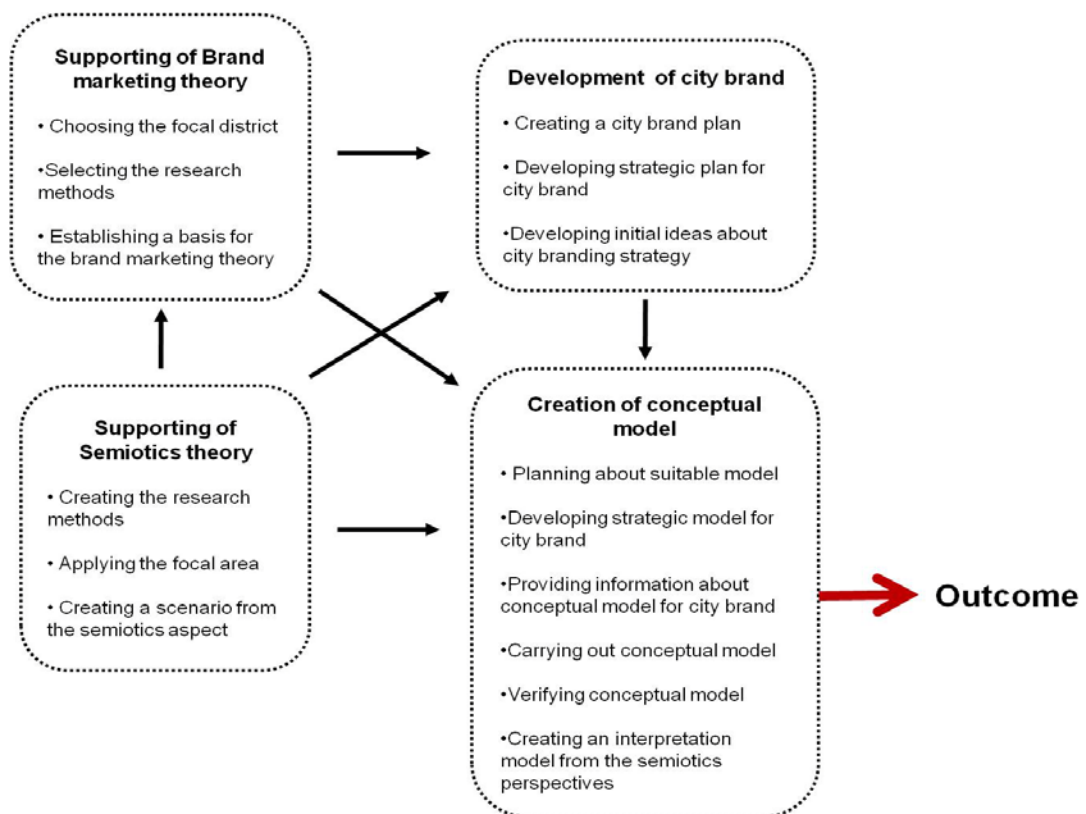 Supporting of Brand
marketing theory
• Choosing the focal district
•Selecting the research
methods
• Establishing a basis for
the brand marketing theory
Development of city brand
• Creating a city brand plan
• Developing strategic plan for
city brand
•Developing initial ideas about
city branding strategy
Supporting of
Semiotics theory
• Creating the research
methods
• Applying the focal area
• Creating a scenario from
the semiotics aspect
Creation of conceptual
model
• Planning about suitable model
•Developing strategic model for
city brand
•Providing information about
conceptual model for city brand
•Carrying out conceptual model
•Verifying conceptual model
•Creating an interpretation
model from the semiotics
perspectives
Outcome